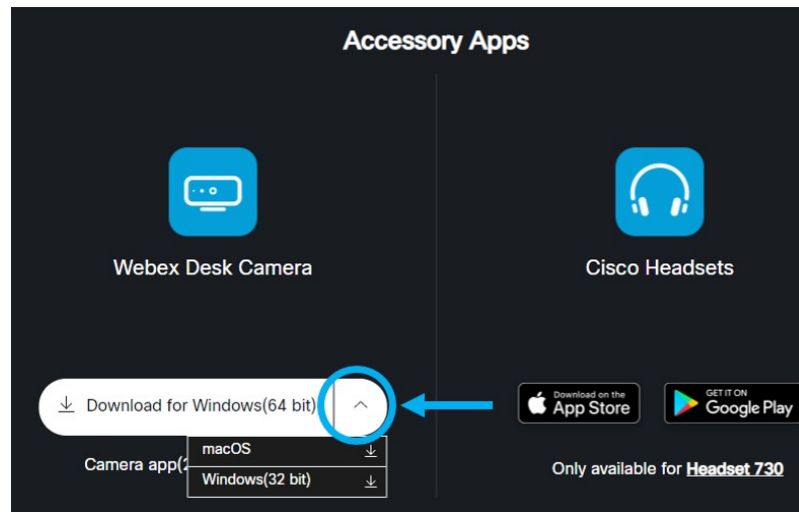 Accessory Apps
Webex Desk Camera
Cisco Headsets
Download for Windows(64 bit)
macOS
Windows(32 bit)
Camera app(
Download on the
App Store
GET IT ON
Google Play
Only available for Headset 730